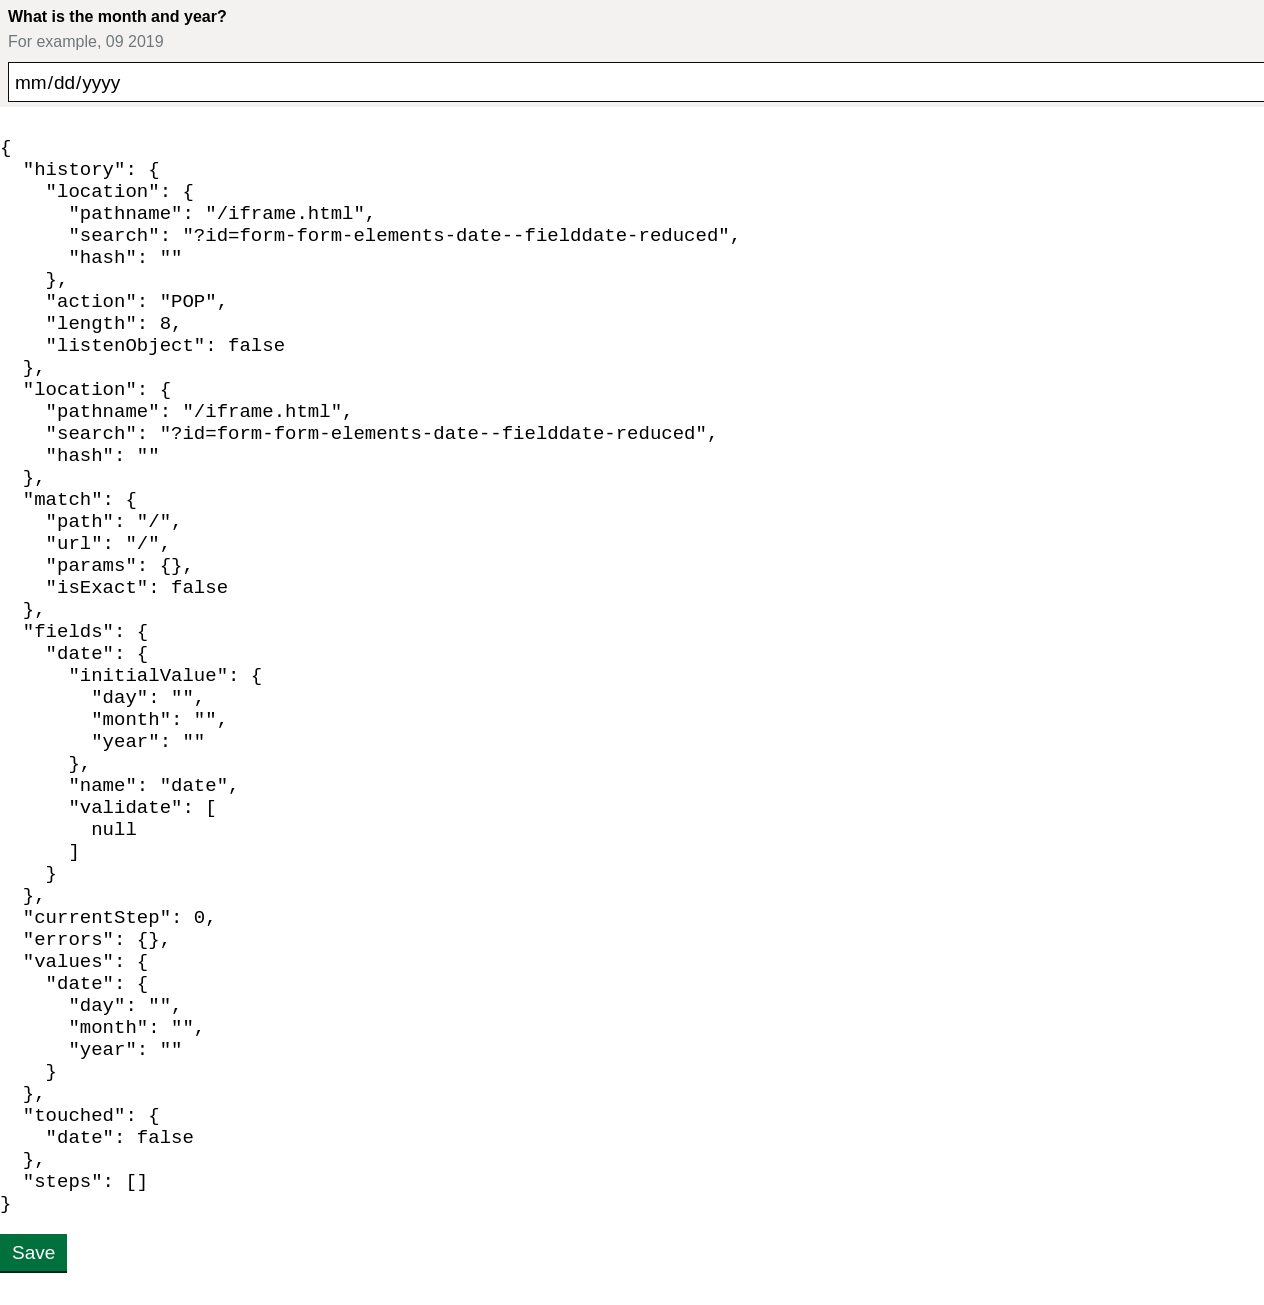 What is the month and year?
For example, 09 2019
mm/dd/yyyy
{
  "history": {
    "location": {
      "pathname": "/iframe.html",
      "search": "?id=form-form-elements-date--fielddate-reduced",
      "hash": ""
    },
    "action": "POP",
    "length": 8,
    "listenObject": false
  },
  "location": {
    "pathname": "/iframe.html",
    "search": "?id=form-form-elements-date--fielddate-reduced",
    "hash": ""
  },
  "match": {
    "path": "/",
    "url": "/",
    "params": {},
    "isExact": false
  },
  "fields": {
    "date": {
      "initialValue": {
        "day": "",
        "month": "",
        "year": ""
      },
      "name": "date",
      "validate": [
        null
      ]
    }
  },
  "currentStep": 0,
  "errors": {},
  "values": {
    "date": {
      "day": "",
      "month": "",
      "year": ""
    }
  },
  "touched": {
    "date": false
  },
  "steps": []
}
Save